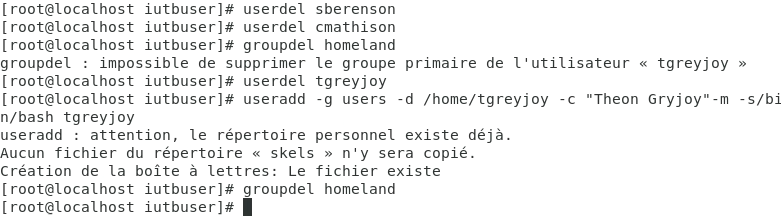 [root@localhost iutbuser]# userdel sberenson
[root@localhost iutbuser]# userdel cmathison
[root@localhost iutbuser]# groupdel homeland
groupdel : impossible de supprimer le groupe primaire de l'utilisateur « tgreyjoy »
[root@localhost iutbuser]# userdel tgreyjoy
[root@localhost iutbuser]# useradd -g users -d /home/tgreyjoy -c "Theon Gryjoy"-m -s/bi
n/bash tgreyjoy
useradd : attention, le répertoire personnel existe déjà.
Aucun fichier du répertoire « skels » n'y sera copié.
Création de la boîte à lettres: Le fichier existe
[root@localhost iutbuser]# groupdel homeland
[root@localhost iutbuser]#